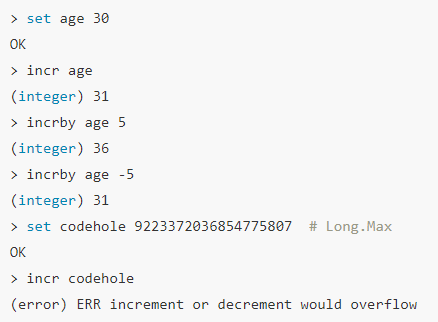 > set age 30
OK
> incr age
(integer) 31
> incrby age 5
(integer) 36
> incrby age -5
(integer) 31
> set codehole 9223372036854775807  # Long.Max
OK
> incr codehole
(error) ERR increment or decrement would overflow